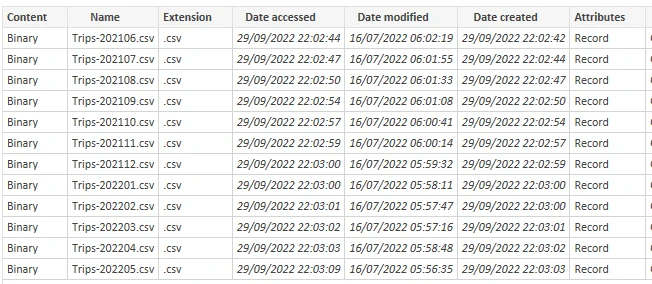 Content Name Extension Date accessed Date modified Date created Attributes
Binary Trips-202106.csv .csv 29/09/2022 22:02:44 16/07/2022 06:02:19 29/09/2022 22:02:42 Record
Binary Trips-202107.csv .csv 29/09/2022 22:02:47 16/07/2022 06:01:55 29/09/2022 22:02:44 Record
Binary Trips-202108.csv .csv 29/09/2022 22:02:50 16/07/2022 06:01:33 29/09/2022 22:02:47 Record
Binary Trips-202109.csv .csv 29/09/2022 22:02:54 16/07/2022 06:01:08 29/09/2022 22:02:50 Record
Binary Trips-202110.csv .csv 29/09/2022 22:02:57 16/07/2022 06:00:41 29/09/2022 22:02:54 Record
Binary Trips-202111.csv .csv 29/09/2022 22:02:59 16/07/2022 06:00:14 29/09/2022 22:02:57 Record
Binary Trips-202112.csv .csv 29/09/2022 22:03:00 16/07/2022 05:59:32 29/09/2022 22:02:59 Record
Binary Trips-202201.csv .csv 29/09/2022 22:03:00 16/07/2022 05:58:11 29/09/2022 22:03:00 Record
Binary Trips-202202.csv .csv 29/09/2022 22:03:01 16/07/2022 05:57:47 29/09/2022 22:03:00 Record
Binary Trips-202203.csv .csv 29/09/2022 22:03:02 16/07/2022 05:57:16 29/09/2022 22:03:01 Record
Binary Trips-202204.csv .csv 29/09/2022 22:03:03 16/07/2022 05:58:48 29/09/2022 22:03:02 Record
Binary Trips-202205.csv .csv 29/09/2022 22:03:09 16/07/2022 05:56:35 29/09/2022 22:03:03 Record